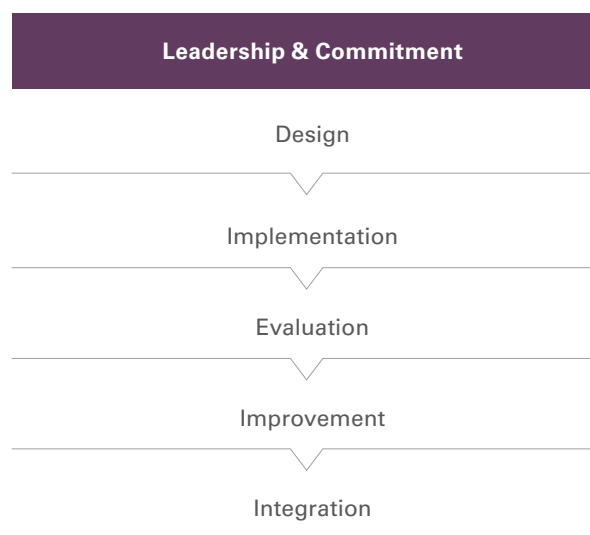 Leadership & Commitment
Design
Implementation
Evaluation
Improvement
Integration